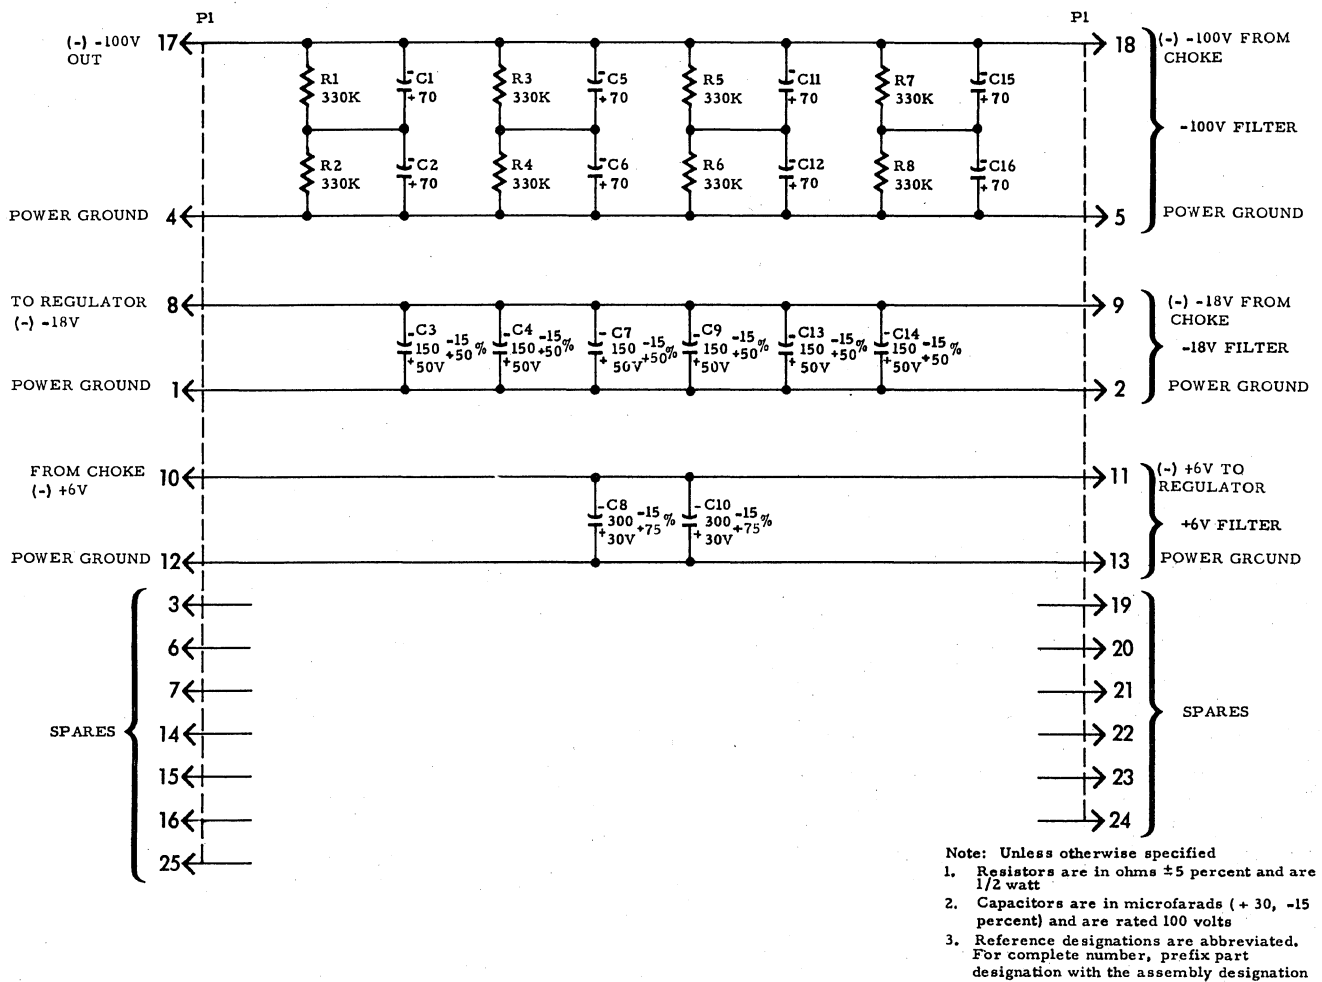 P1
P1
(-) -100V
OUT
17
18
(-) -100V FROM
CHOKE
R1
330K
-
C1
+
70
R3
330K
-
C5
+
70
R5
330K
-
C11
+
70
R7
330K
-
C15
+
70
-100V FILTER
R2
330K
-
C2
+
70
R4
330K
-
C6
+
70
R6
330K
-
C12
+
70
R8
330K
-
C16
+
70
POWER GROUND
4
5
POWER GROUND
TO REGULATOR
(-) -18V
8
9
(-) -18V FROM
CHOKE
-C3
150 -15
+50 %
+
50V
-C4
150 -15
+50 %
+
50V
-C7
150 -15
+50 %
+
50V
-C9
150 -15
+50 %
+
50V
-C13
150 -15
+50 %
+
50V
-C14
150 -15
+50 %
+
50V
-18V FILTER
POWER GROUND
1
2
POWER GROUND
FROM CHOKE
(-) +6V
10
11
(-) +6V TO
REGULATOR
-C8
300 -15
+75 %
+
30V
-C10
300 -15
+75 %
+
30V
+6V FILTER
POWER GROUND
12
13
POWER GROUND
SPARES
3
6
7
14
15
16
25
19
20
21
22
23
24
SPARES
Note: Unless otherwise specified
1. Resistors are in ohms ±5 percent and are
1/2 watt
2. Capacitors are in microfarads ( + 30, -15
percent) and are rated 100 volts
3. Reference designations are abbreviated.
For complete number, prefix part
designation with the assembly designation